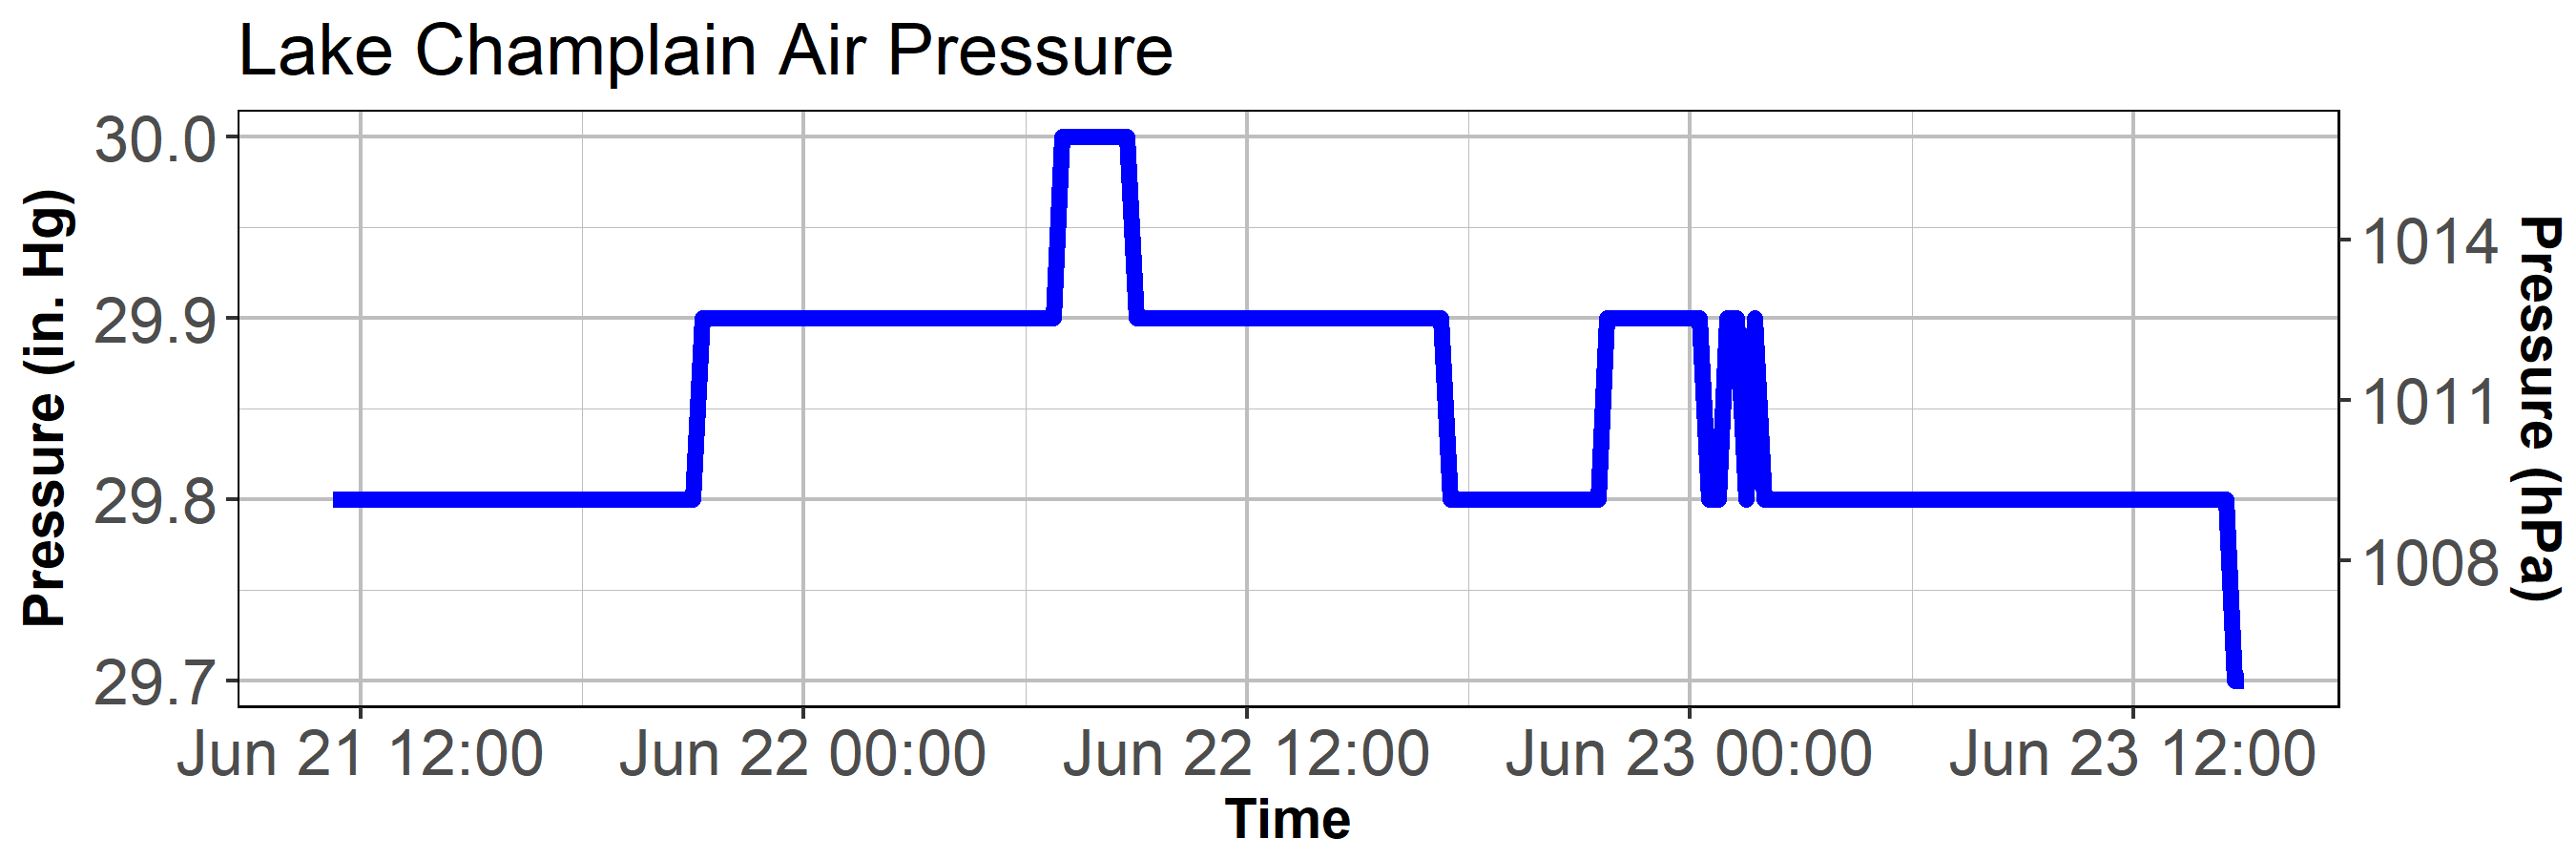 Lake Champlain Air Pressure
30.0
29.9
29.8
29.7
Pressure (in. Hg)
1014
1011
1008
Pressure (hPa)
Jun 21 12:00 Jun 22 00:00 Jun 22 12:00 Jun 23 00:00 Jun 23 12:00
Time